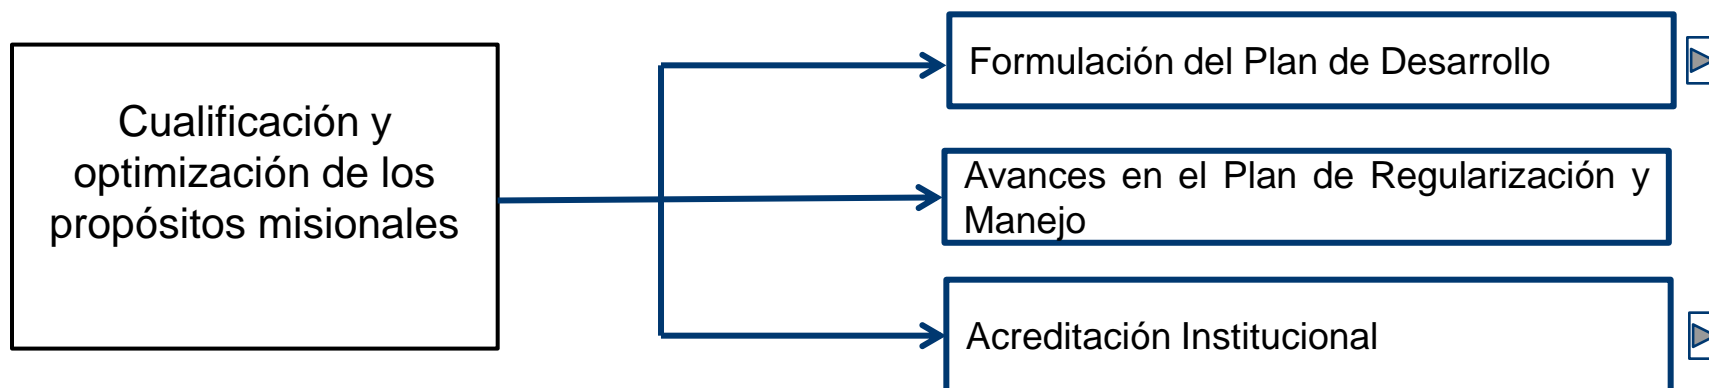 Cualificación y
optimización de los
propósitos misionales
Formulación del Plan de Desarrollo
Avances en el Plan de Regularización y
Manejo
Acreditación Institucional